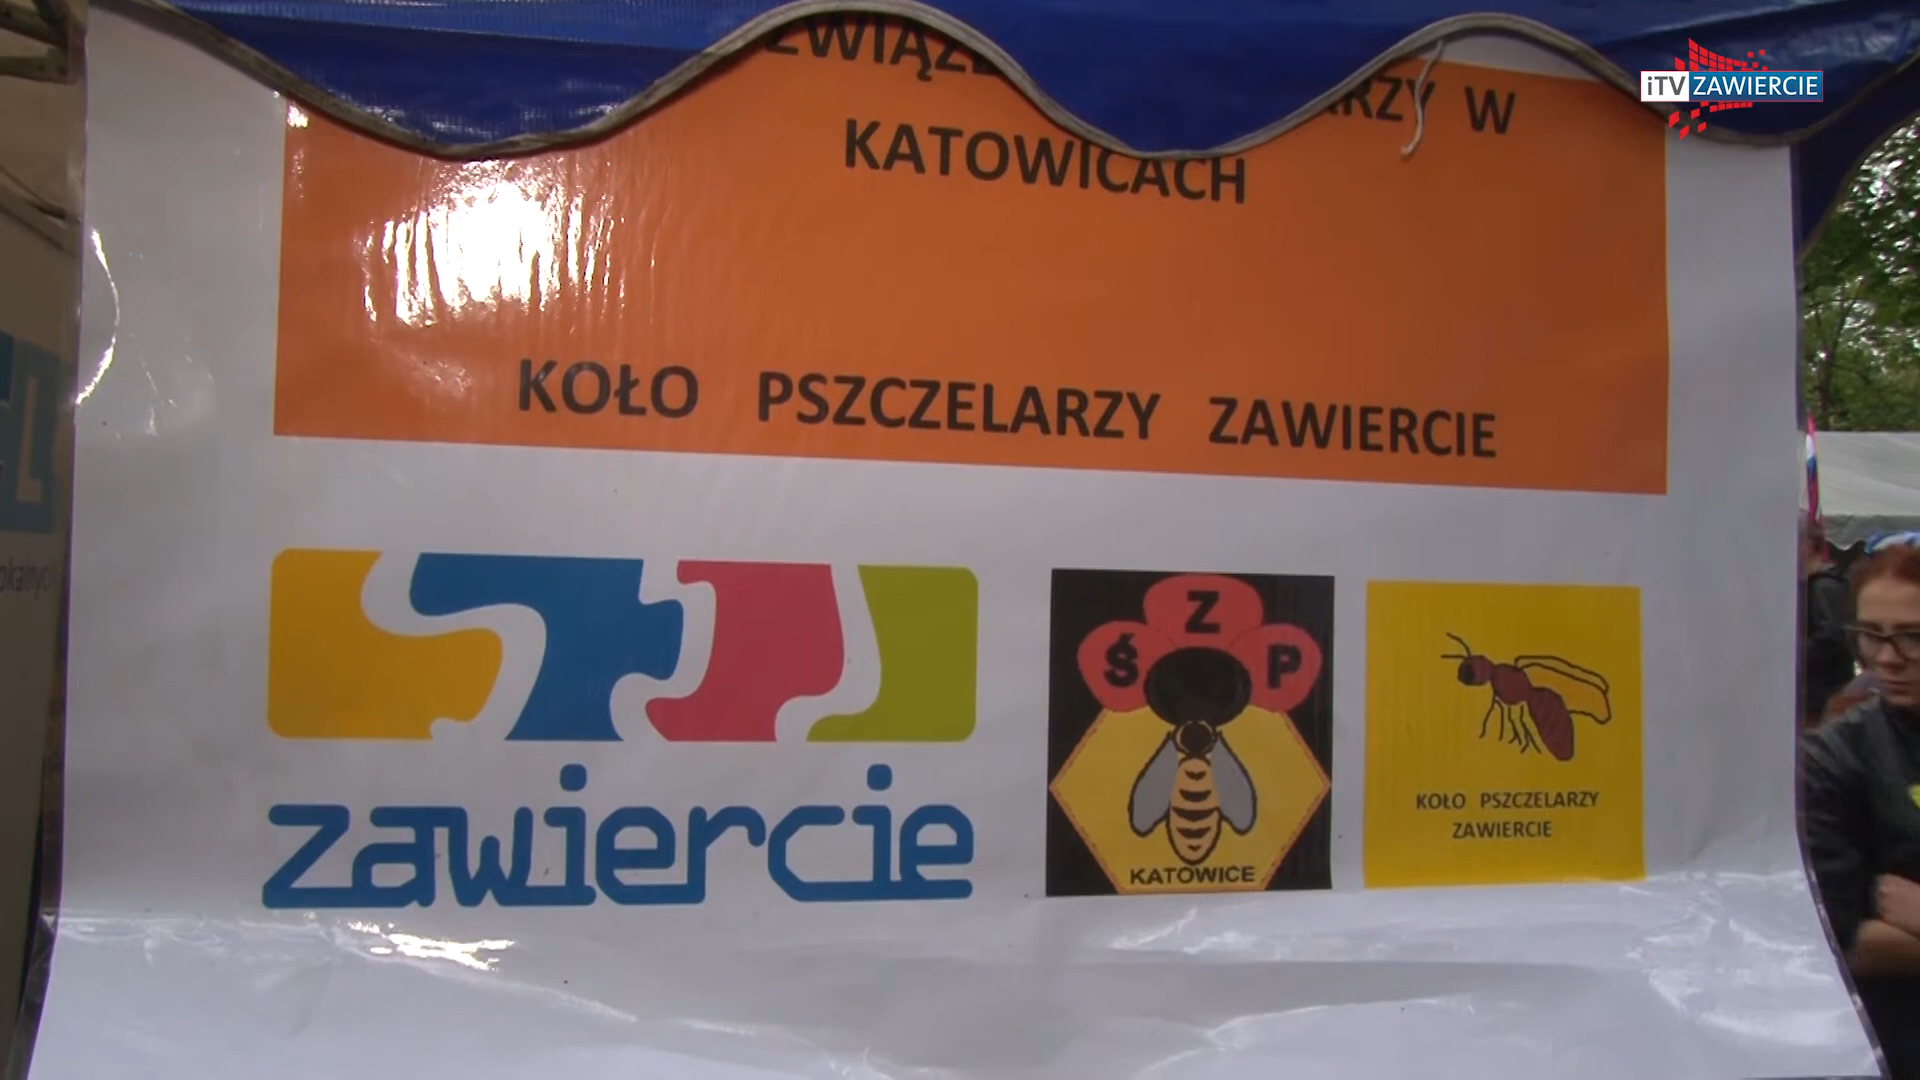 W
KATOWICACH
KOŁO PSZCZELARZY ZAWIERCIE
zawiercie
Ś Z P
KATOWICE
KOŁO PSZCZELARZY
ZAWIERCIE
iTV ZAWIERCIE